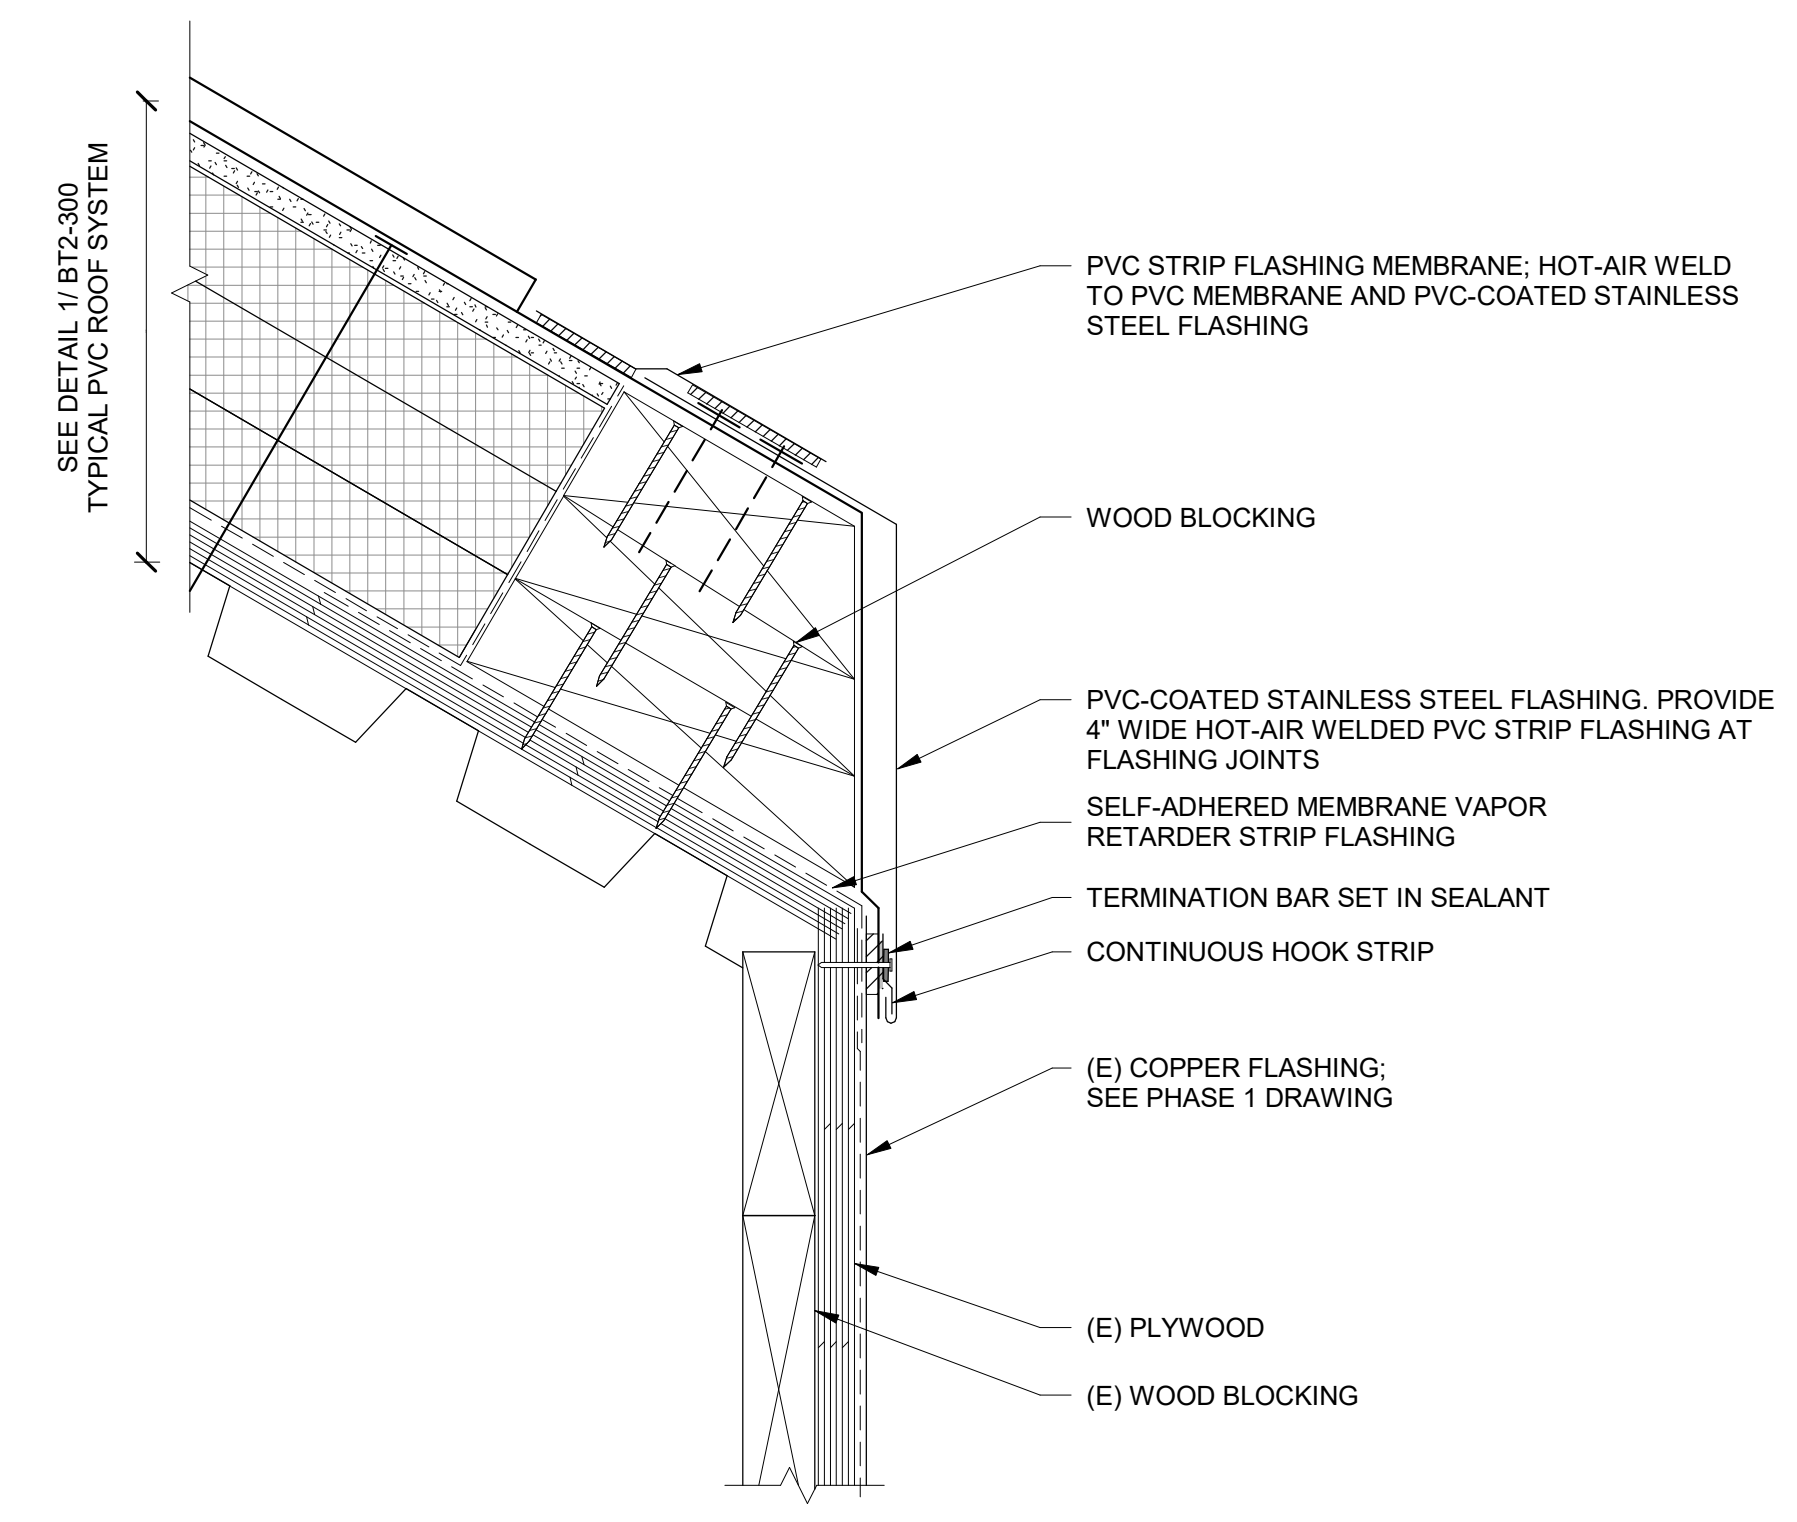 SEE DETAIL 1/ BT2-300
TYPICAL PVC ROOF SYSTEM
PVC STRIP FLASHING MEMBRANE; HOT-AIR WELD
TO PVC MEMBRANE AND PVC-COATED STAINLESS
STEEL FLASHING
WOOD BLOCKING
PVC-COATED STAINLESS STEEL FLASHING. PROVIDE
4" WIDE HOT-AIR WELDED PVC STRIP FLASHING AT
FLASHING JOINTS
SELF-ADHERED MEMBRANE VAPOR
RETARDER STRIP FLASHING
TERMINATION BAR SET IN SEALANT
CONTINUOUS HOOK STRIP
(E) COPPER FLASHING;
SEE PHASE 1 DRAWING
(E) PLYWOOD
(E) WOOD BLOCKING